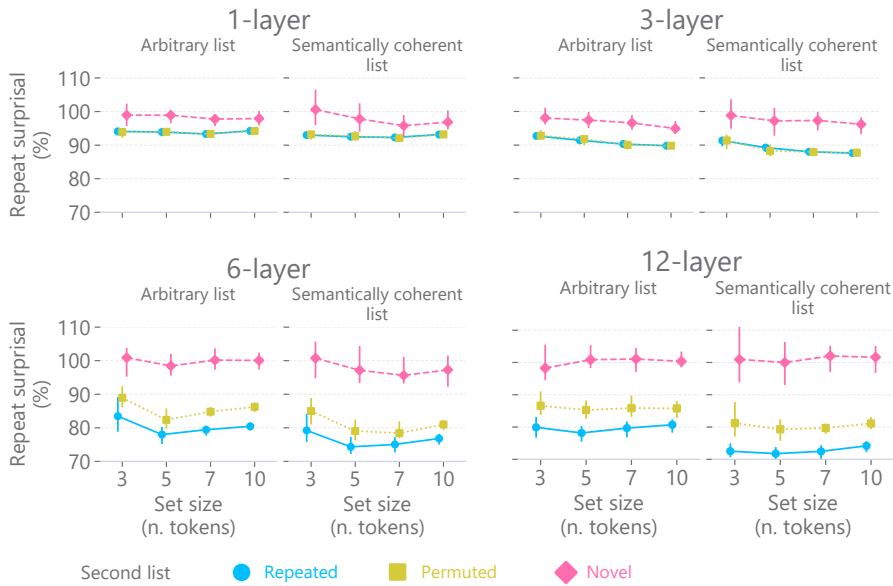 1-layer
3-layer
Arbitrary list
Semantically coherent
list
Arbitrary list
Semantically coherent
list
Repeat surprisal
(%)
110
100
90
80
70
6-layer
12-layer
Arbitrary list
Semantically coherent
list
Arbitrary list
Semantically coherent
list
Repeat surprisal
(%)
110
100
90
80
70
3 5 7 10
3 5 7 10
3 5 7 10
3 5 7 10
Set size
(n. tokens)
Set size
(n. tokens)
Set size
(n. tokens)
Set size
(n. tokens)
Second list Repeated Permuted Novel